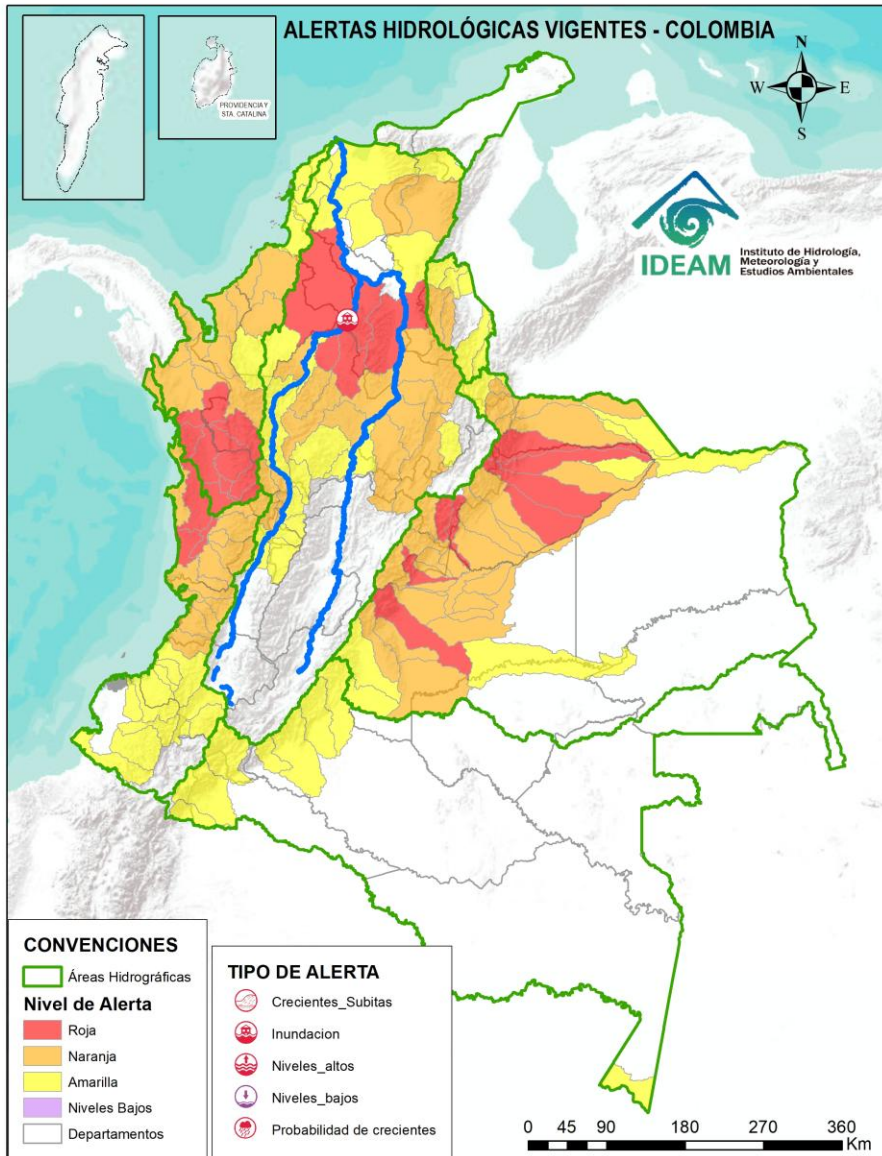 ALERTAS HIDROLÓGICAS VIGENTES - COLOMBIA
PROVIDENCIA Y
STA. CATALINA
N
W
E
S
IDEAM
Instituto de Hidrología,
Meteorología y
Estudios Ambientales
CONVENCIONES
Áreas Hidrográficas
Nivel de Alerta
Roja
Naranja
Amarilla
Niveles Bajos
Departamentos
TIPO DE ALERTA
Crecientes_Subitas
Inundacion
Niveles_altos
Niveles_bajos
Probabilidad de crecientes
0 45 90 180 270 360
Km